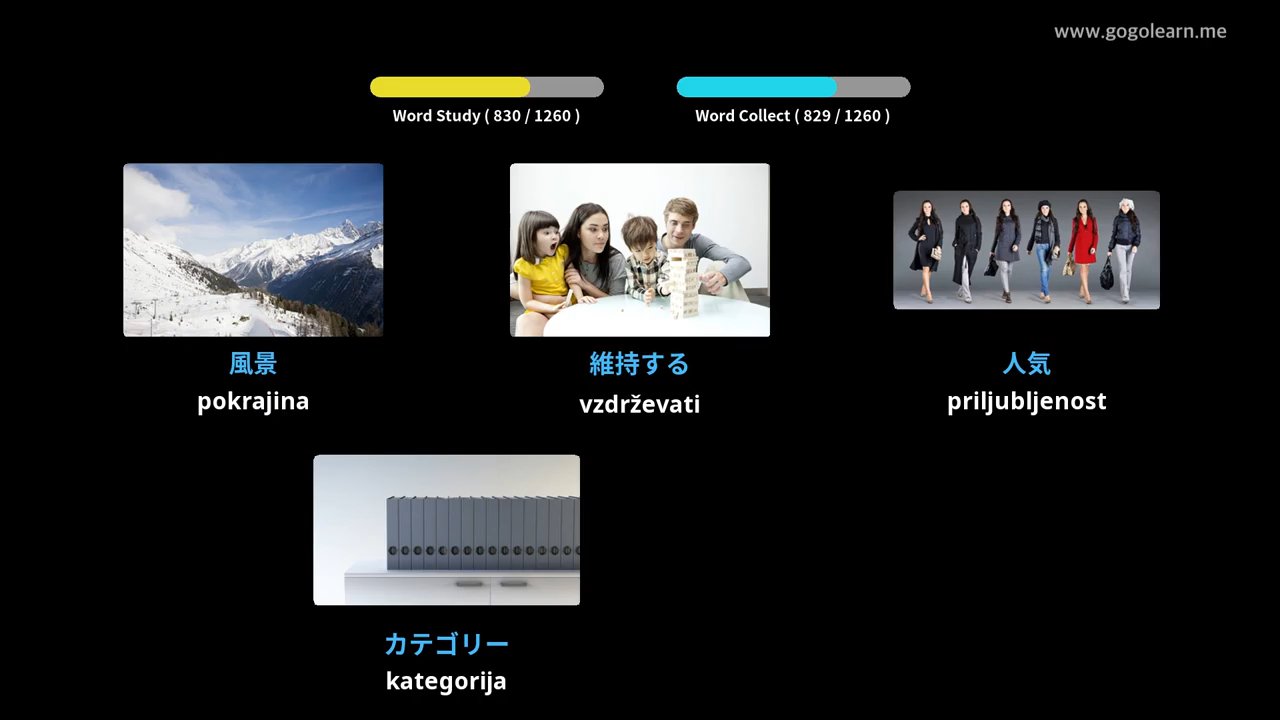 www.gogolearn.me
Word Study ( 830 / 1260 )
Word Collect ( 829 / 1260 )
風景
pokrajina
維持する
vzdrževati
人気
priljubljenost
カテゴリー
kategorija